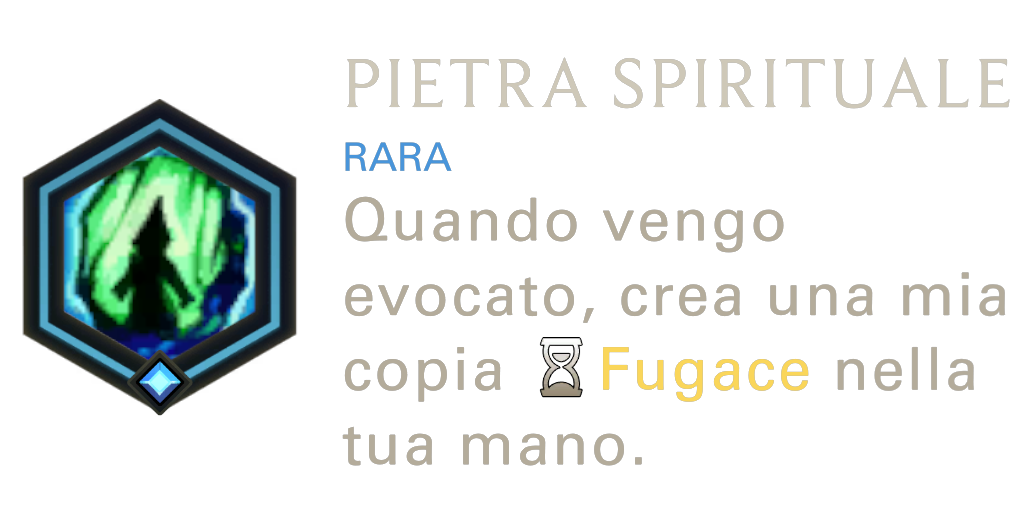 PIETRA SPIRITUALE
RARA
Quando vengo
evocato, crea una mia
copia Fugace nella
tua mano.